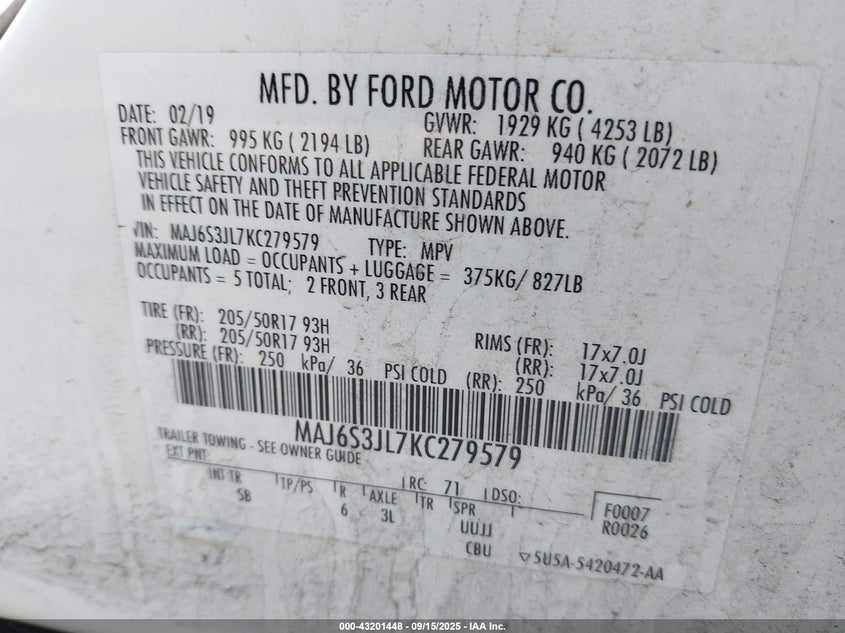 MFD. BY FORD MOTOR CO.
DATE: 02/19 GVWR: 1929 KG ( 4253 LB)
FRONT GAWR: 995 KG ( 2194 LB) REAR GAWR: 940 KG ( 2072 LB)
THIS VEHICLE CONFORMS TO ALL APPLICABLE FEDERAL MOTOR
VEHICLE SAFETY AND THEFT PREVENTION STANDARDS
IN EFFECT ON THE DATE OF MANUFACTURE SHOWN ABOVE.
VIN: MAJ6S3JL7KC279579 TYPE: MPV
MAXIMUM LOAD = OCCUPANTS + LUGGAGE = 375KG/ 827LB
OCCUPANTS = 5 TOTAL; 2 FRONT, 3 REAR
TIRE (FR): 205/50R17 93H RIMS (FR): 17x7.0J
(RR): 205/50R17 93H (RR): 17x7.0J
PRESSURE (FR): 250 kPa/ 36 PSI COLD (RR): 250 kPa/ 36 PSI COLD
MAJ6S3JL7KC279579
TRAILER TOWING - SEE OWNER GUIDE
EXT PNT: RC: 71 DSO:
INT TR TP/PS R AXLE TR SPR F0007
5B 6 3L UUJJ R0026
CBU 5U5A-5420472-AA
000-43201448 - 09/15/2025 - IAA Inc.